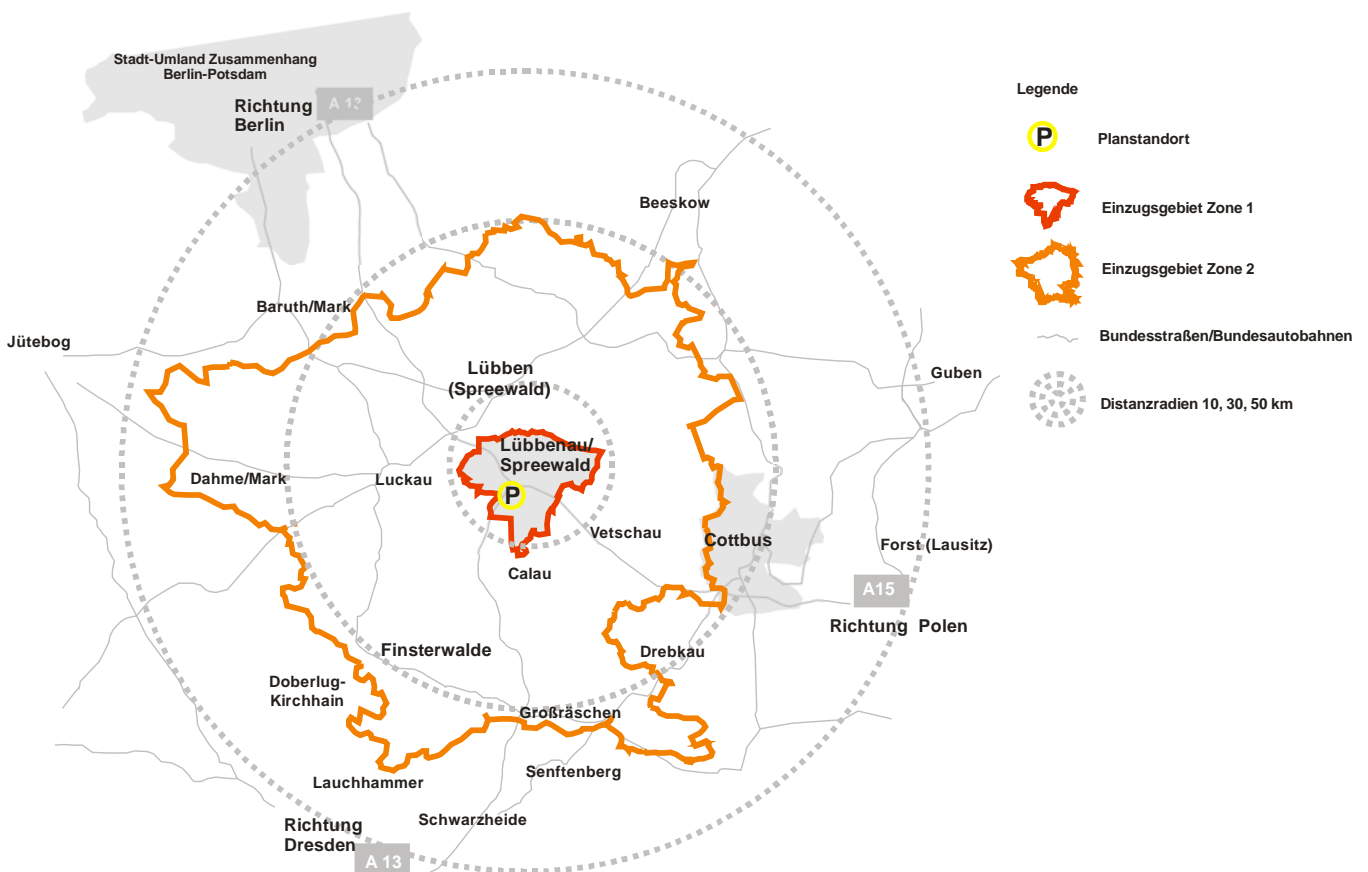 Stadt-Umland Zusammenhang
Berlin-Potsdam
Richtung
Berlin
A 13
Beeskow
Baruth/Mark
Jütebog
Lübben
(Spreewald)
Guben
Lübbenau/
Spreewald
Dahme/Mark
Luckau
P
Vetschau
Cottbus
Forst (Lausitz)
Calau
A15
Richtung Polen
Finsterwalde
Drebkau
Doberlug-
Kirchhain
Großräschen
Senftenberg
Lauchhammer
Schwarzheide
Richtung
Dresden
A 13
Legende
P
Planstandort
Einzugsgebiet Zone 1
Einzugsgebiet Zone 2
Bundesstraßen/Bundesautobahnen
Distanzradien 10, 30, 50 km